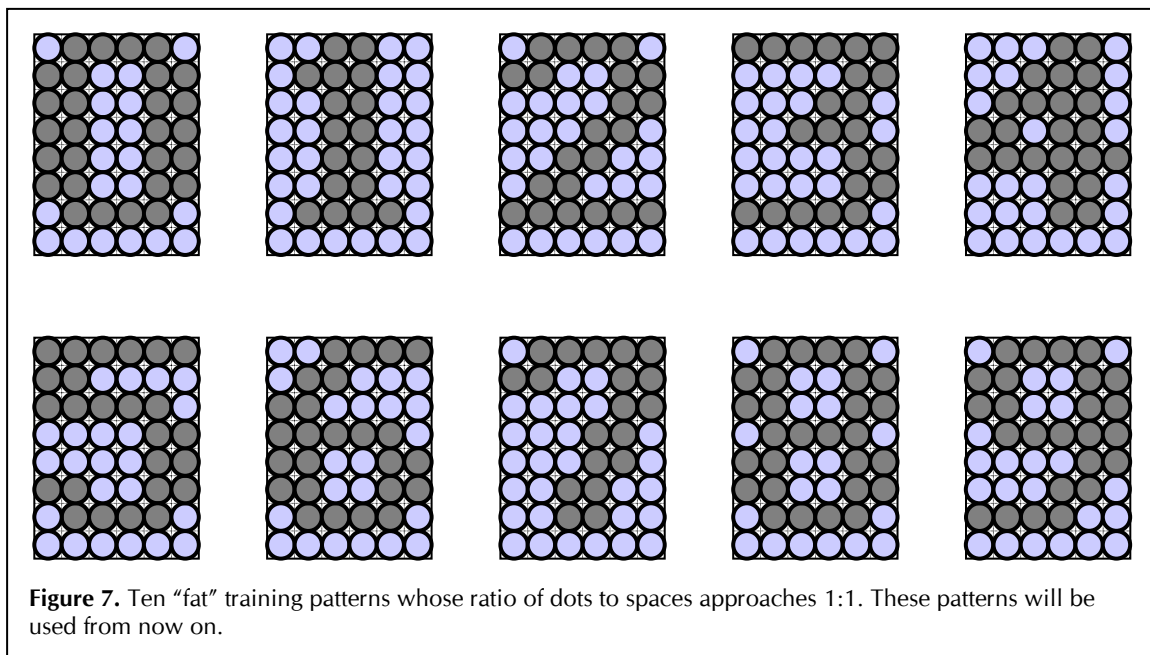 Figure 7. Ten “fat” training patterns whose ratio of dots to spaces approaches 1:1. These patterns will be
used from now on.